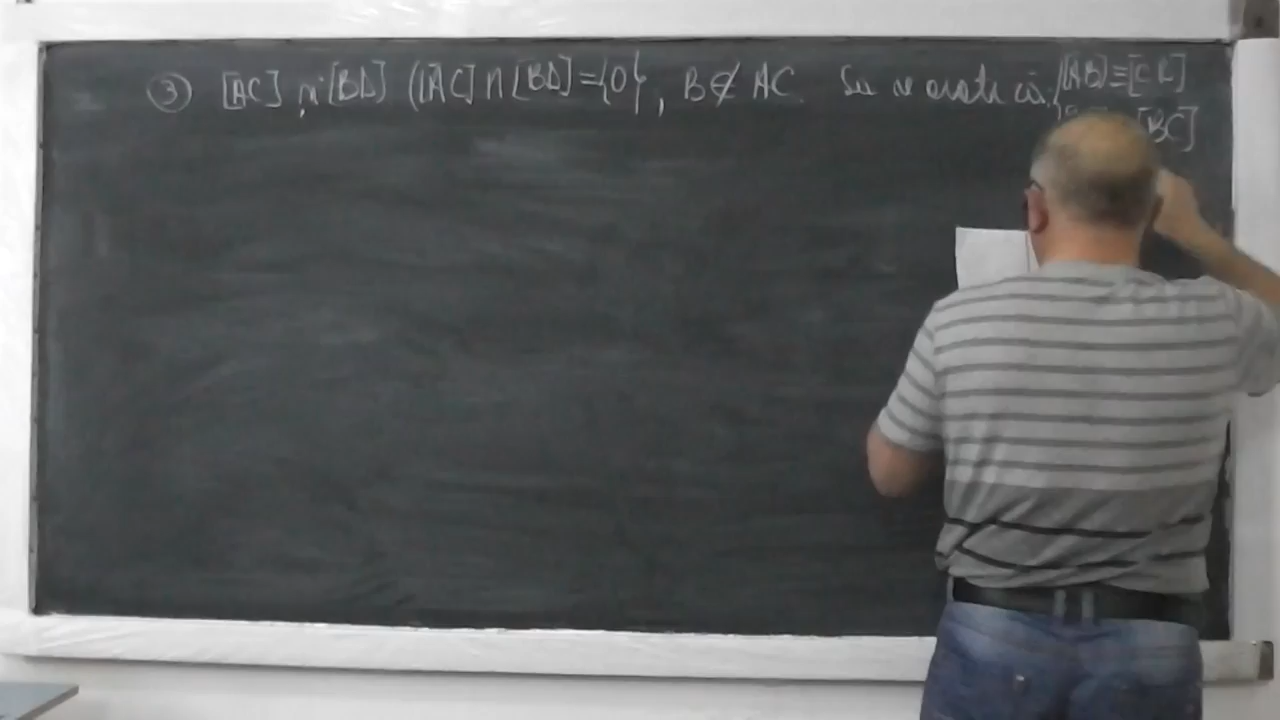 ③ [AC] și [BD] ([AC] ∩ [BD] = {O}, B ∉ AC. Să se arate că { [AB] ≡ [CD]
[BC]